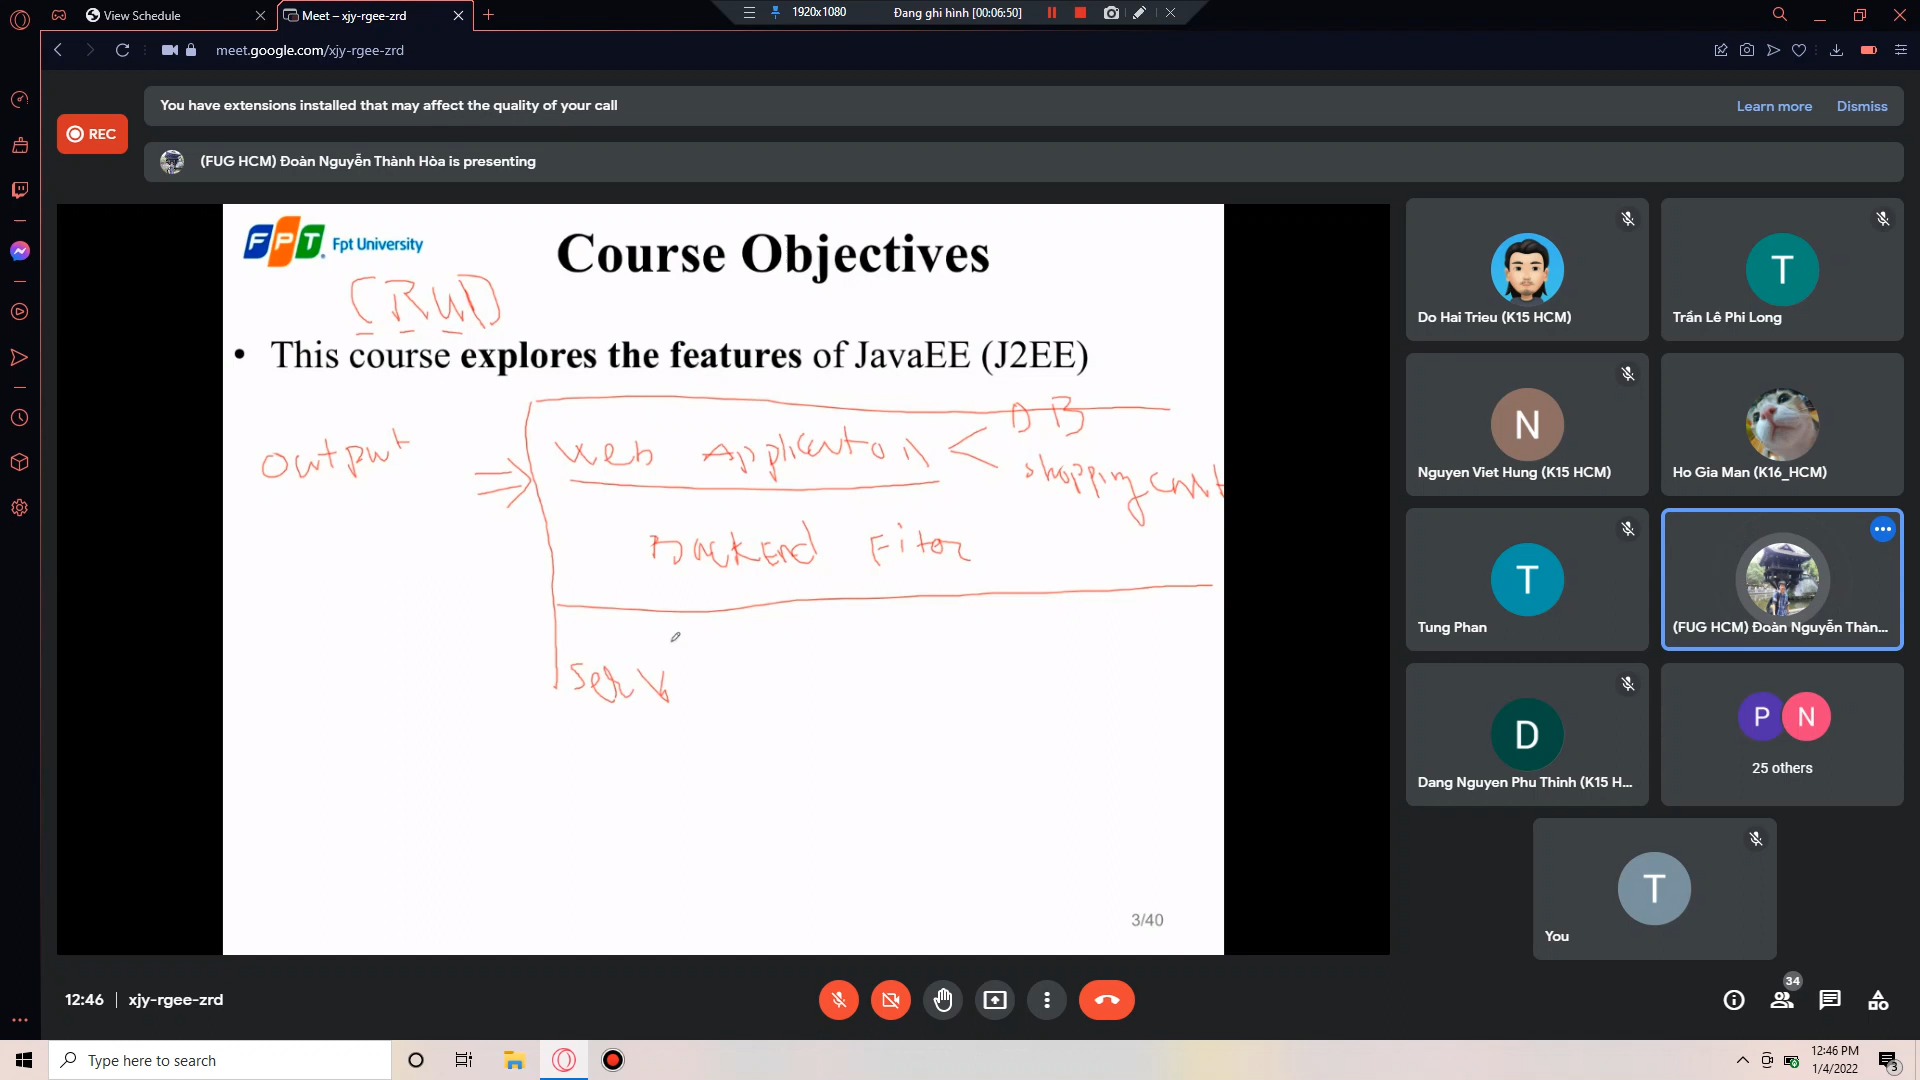 View Schedule
Meet – xjy-rgee-zrd
1920x1080
Đang ghi hình [00:06:50]
meet.google.com/xjy-rgee-zrd
You have extensions installed that may affect the quality of your call
Learn more
Dismiss
REC
(FUG HCM) Đoàn Nguyễn Thành Hòa is presenting
FPT Fpt University
Course Objectives
CRUD
• This course explores the features of JavaEE (J2EE)
DB
Output
Web Application
shopping cart
Backend
Serv
3/40
Do Hai Trieu (K15 HCM)
T
Trần Lê Phi Long
N
Nguyen Viet Hung (K15 HCM)
Ho Gia Man (K16_HCM)
T
Tung Phan
(FUG HCM) Đoàn Nguyễn Thàn...
D
Dang Nguyen Phu Thinh (K15 H...
P N
25 others
T
You
12:46 | xjy-rgee-zrd
34
Type here to search
12:46 PM
1/4/2022
3